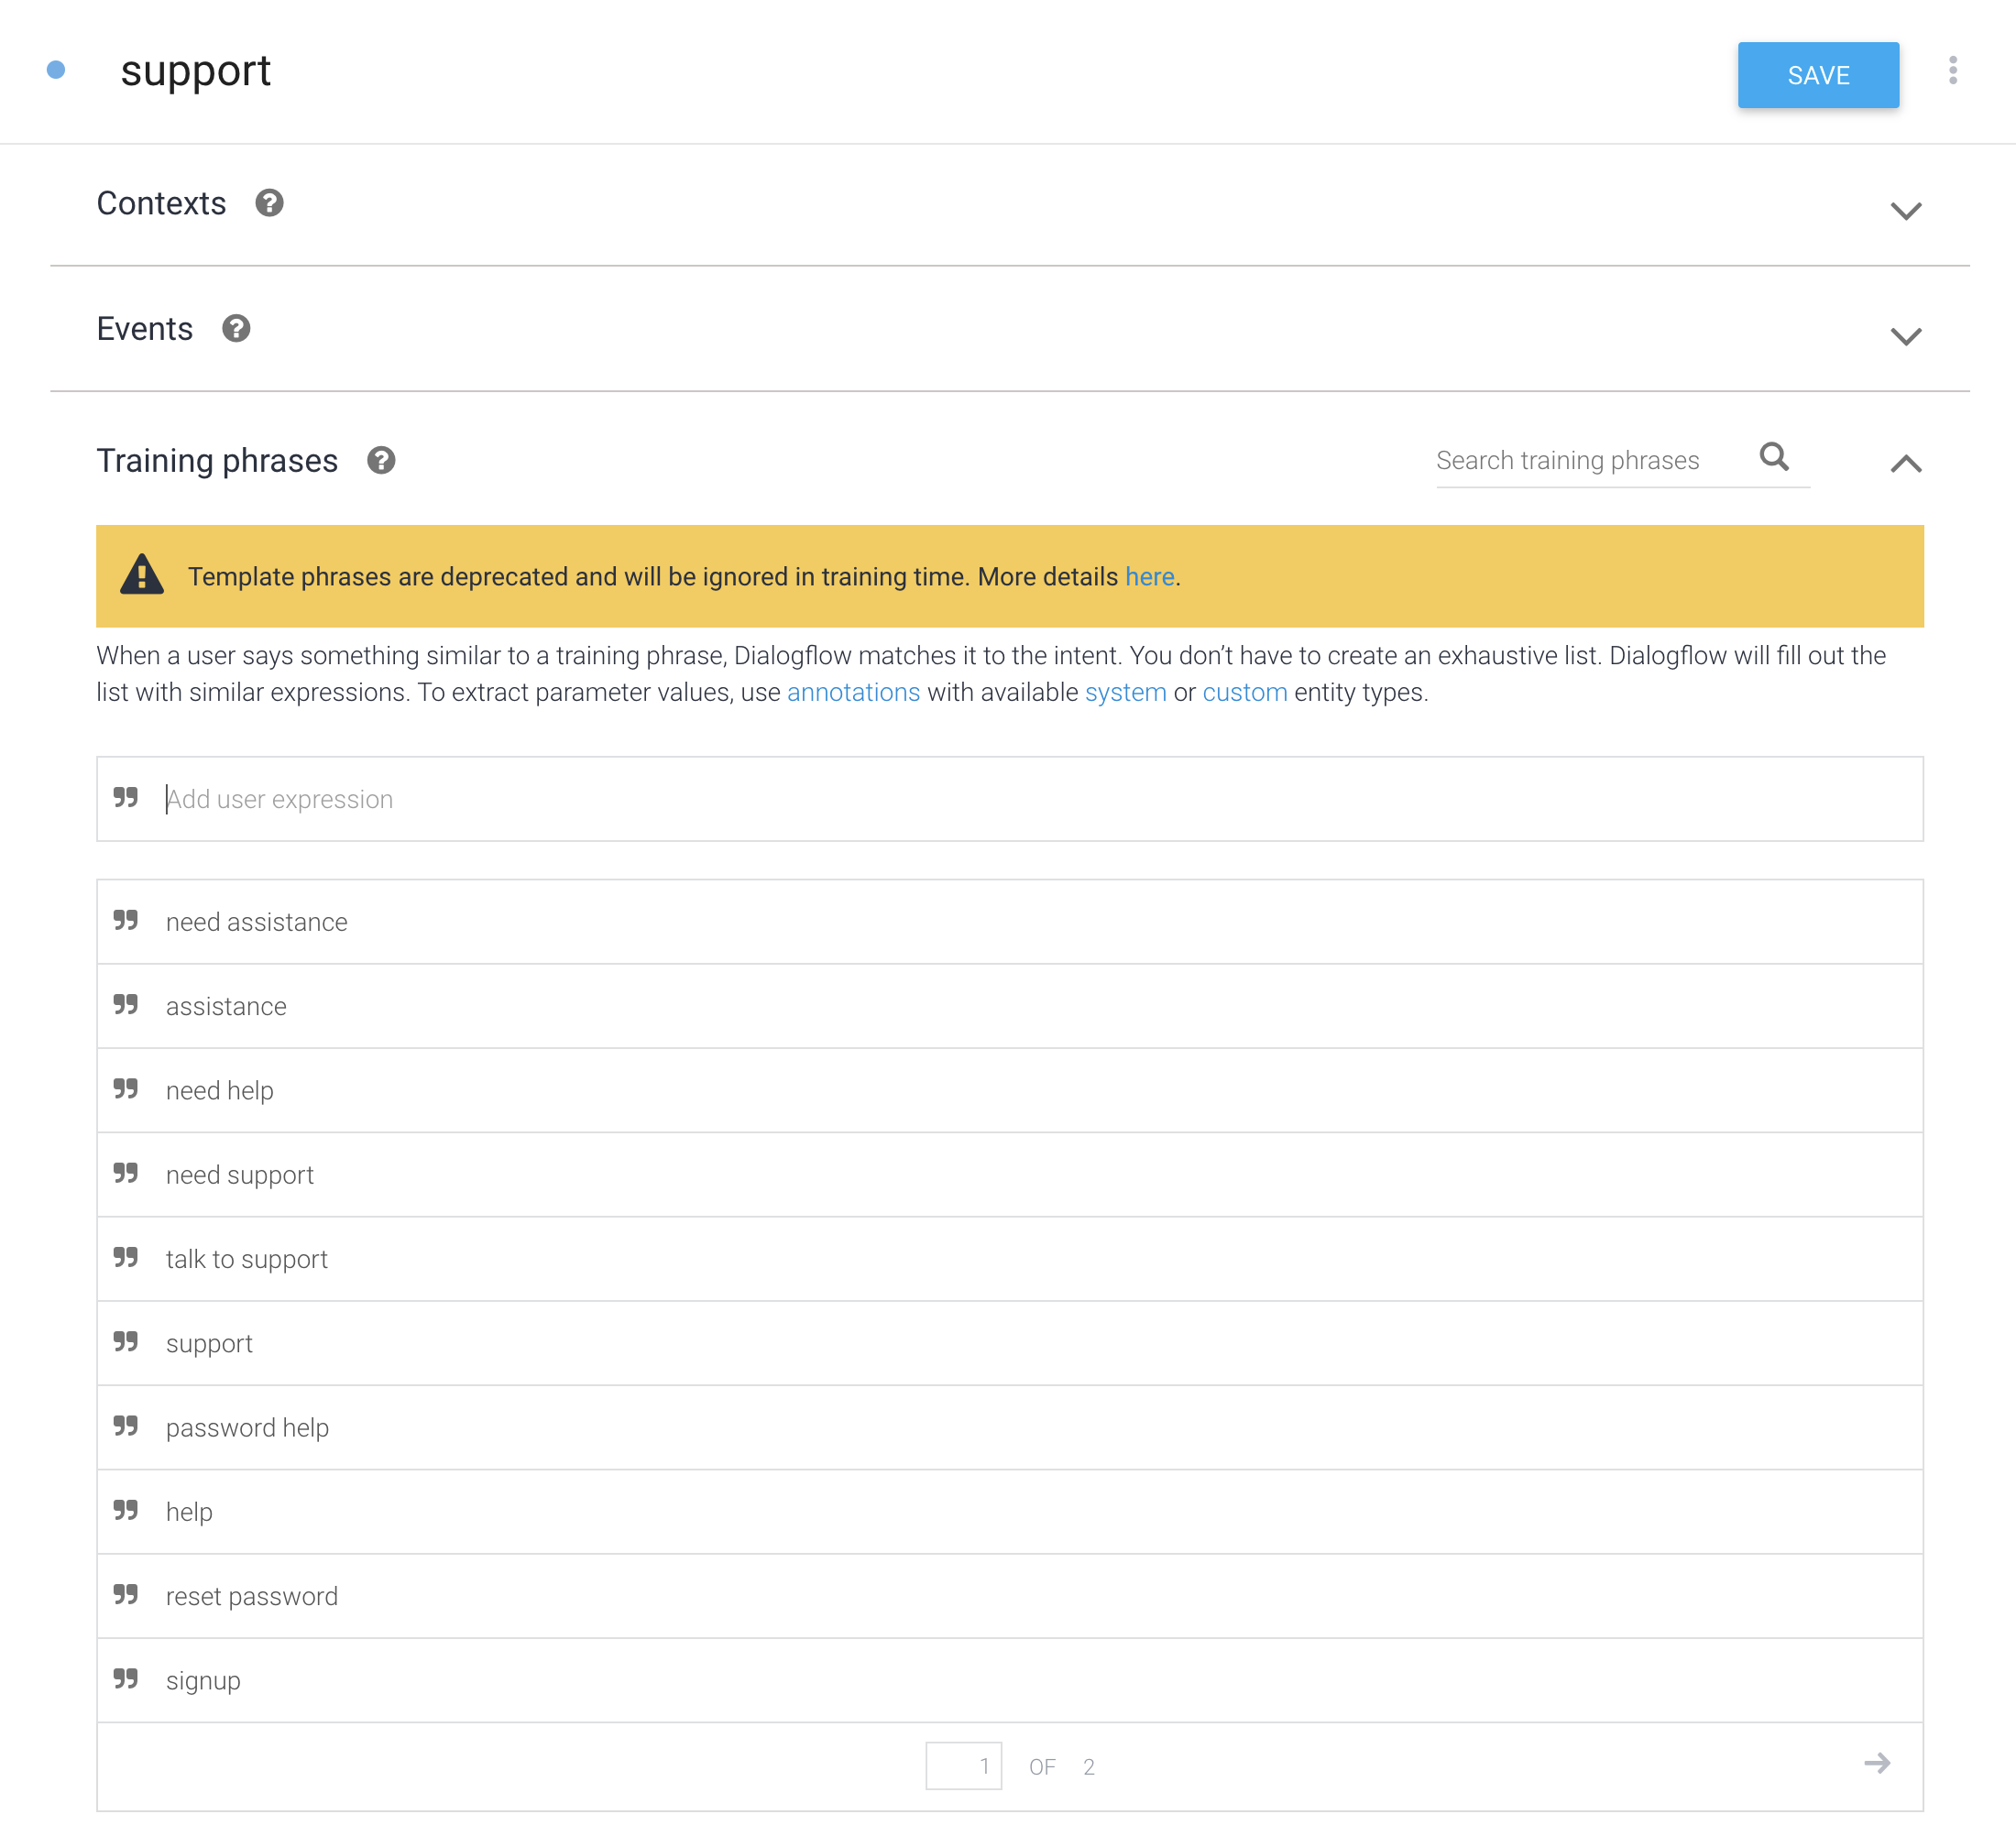 support
SAVE
Contexts
Events
Training phrases
Search training phrases
Template phrases are deprecated and will be ignored in training time. More details here.
When a user says something similar to a training phrase, Dialogflow matches it to the intent. You don’t have to create an exhaustive list. Dialogflow will fill out the
list with similar expressions. To extract parameter values, use annotations with available system or custom entity types.
Add user expression
need assistance
assistance
need help
need support
talk to support
support
password help
help
reset password
signup
1 OF 2